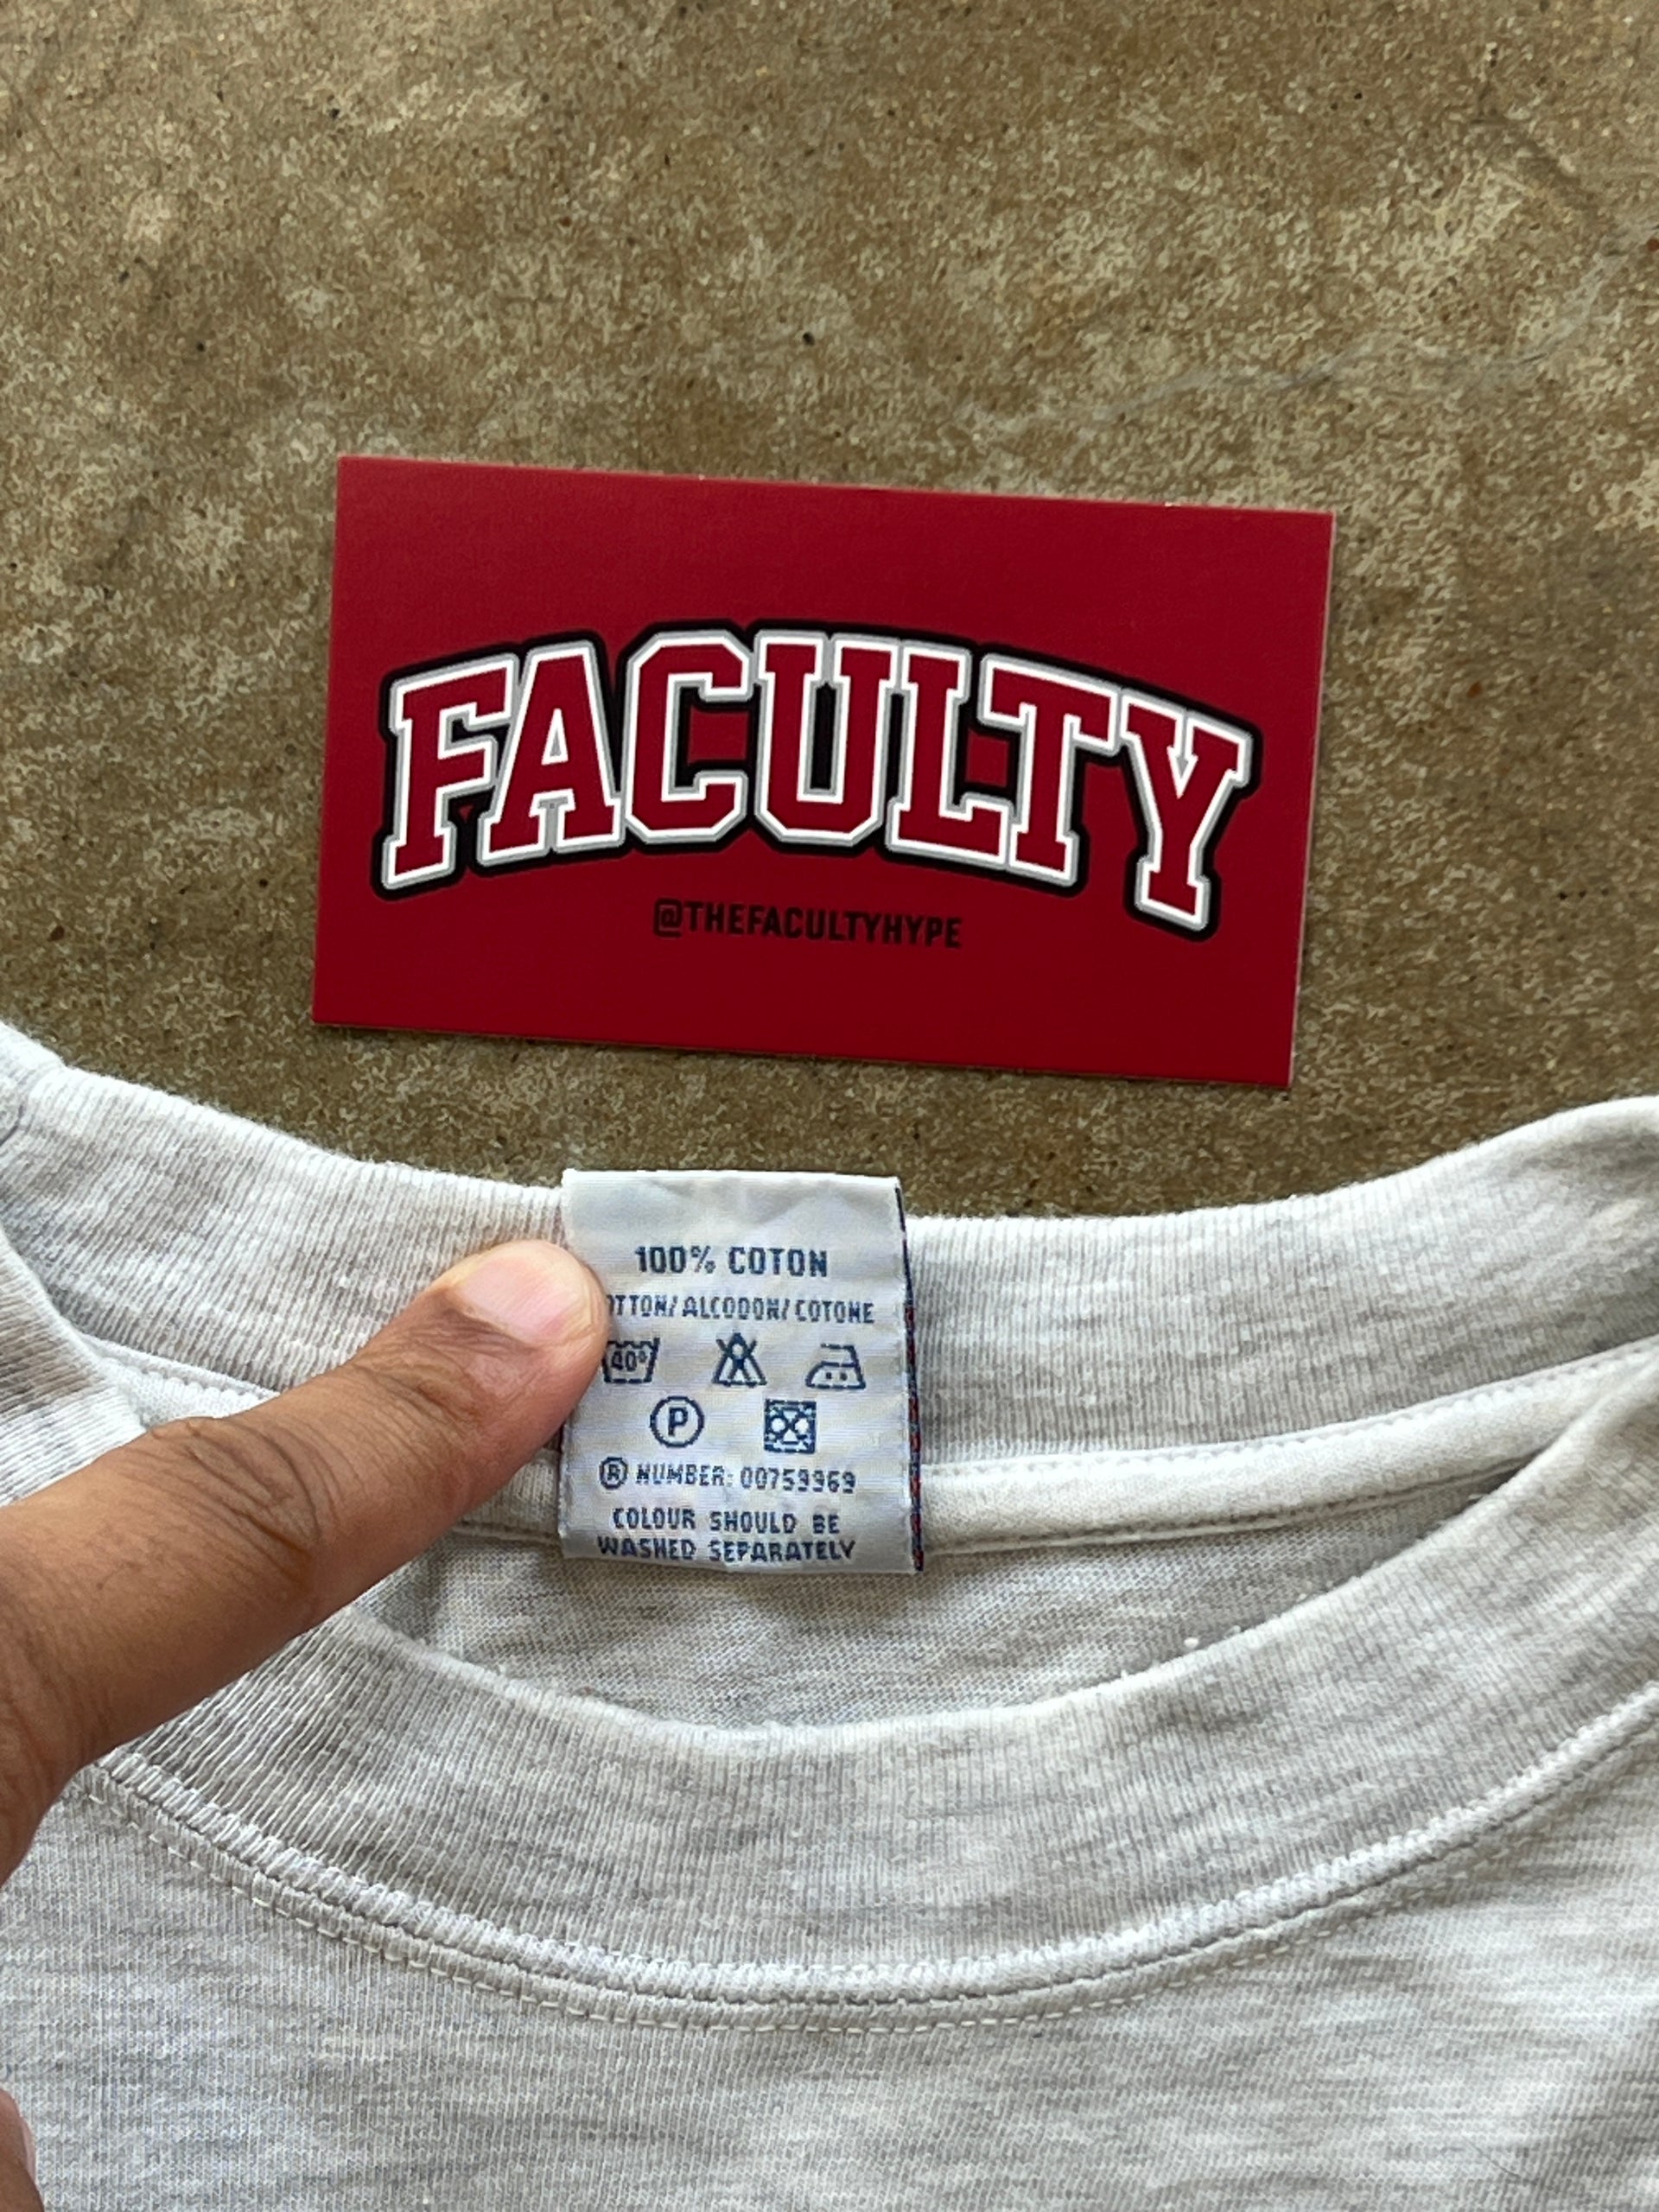 FACULTY
@THEFACULTYHYPE
100% COTON
OTTON/ALCODON/COTONE
40°
P
® NUMBER: 00759969
COLOUR SHOULD BE
WASHED SEPARATELY